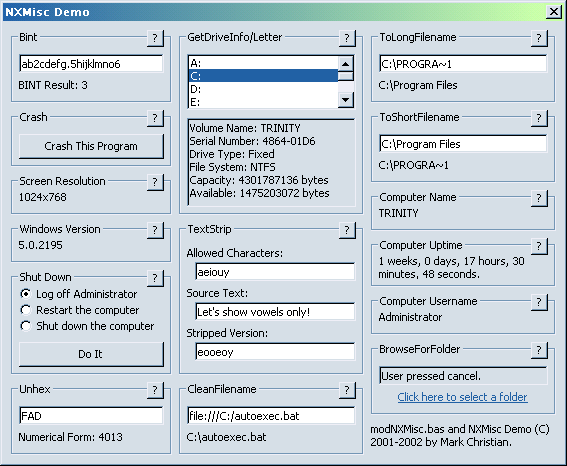 NXMisc Demo
Bint
?
ab2cdefg.5hijklmno6
BINT Result: 3
Crash
?
Crash This Program
Screen Resolution
?
1024x768
Windows Version
?
5.0.2195
Shut Down
?
Log off Administrator
Restart the computer
Shut down the computer
Do It
Unhex
?
FAD
Numerical Form: 4013
GetDriveInfo/Letter
?
A:
C:
D:
E:
Volume Name: TRINITY
Serial Number: 4864-01D6
Drive Type: Fixed
File System: NTFS
Capacity: 4301787136 bytes
Available: 1475203072 bytes
TextStrip
?
Allowed Characters:
aeiouy
Source Text:
Let's show vowels only!
Stripped Version:
eooeoy
CleanFilename
?
file:///C:/autoexec.bat
C:\autoexec.bat
ToLongFilename
?
C:\PROGRA~1
C:\Program Files
ToShortFilename
?
C:\Program Files
C:\PROGRA~1
Computer Name
?
TRINITY
Computer Uptime
?
1 weeks, 0 days, 17 hours, 30
minutes, 48 seconds.
Computer Username
?
Administrator
BrowseForFolder
?
User pressed cancel.
Click here to select a folder
modNXMisc.bas and NXMisc Demo (C)
2001-2002 by Mark Christian.